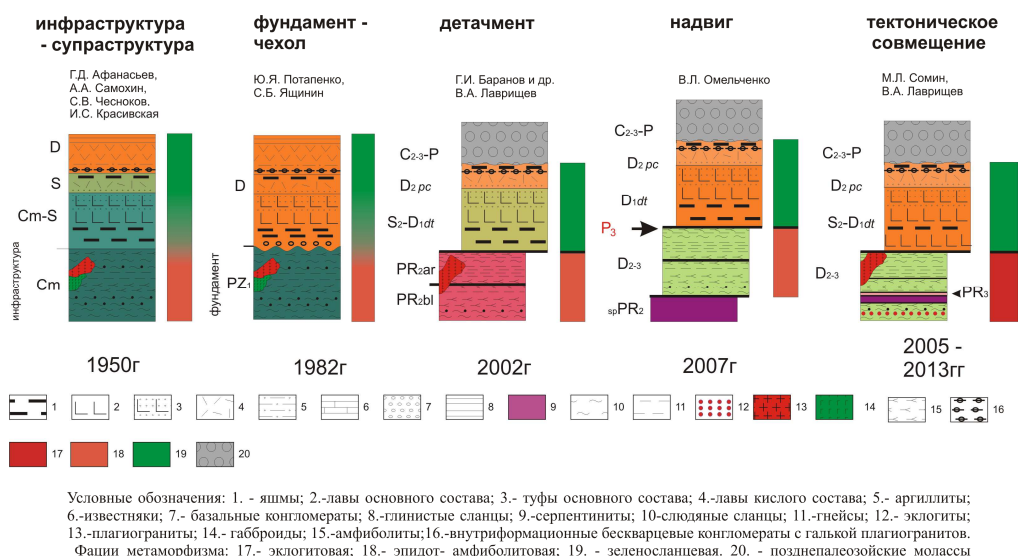 инфраструктура
- супраструктура
Г.Д. Афанасьев,
А.А. Самохин,
С.В. Чесноков.
И.С. Красивская
D
S
Cm-S
Cm
инфраструктура
1950г
фундамент -
чехол
Ю.Я. Потапенко,
С.Б. Ящинин
D
PZ1
фундамент
1982г
детачмент
Г.И. Баранов и др.
В.А. Лаврищев
C2-3-P
D2 pc
S2-D1dt
PR2ar
PR2bl
2002г
надвиг
В.Л. Омельченко
C2-3-P
D2 pc
D1dt
P3
D2-3
spPR2
2007г
тектоническое
совмещение
М.Л. Сомин,
В.А. Лаврищев
C2-3-P
D2 pc
S2-D1dt
D2-3
PR3
2005 -
2013гг
1 2 3 4 5 6 7 8 9 10 11 12 13 14 15 16
17 18 19 20
Условные обозначения: 1. - яшмы; 2.-лавы основного состава; 3.- туфы основного состава; 4.-лавы кислого состава; 5.- аргиллиты;
6.-известняки; 7.- базальные конгломераты; 8.-глинистые сланцы; 9.-серпентиниты; 10-слюдяные сланцы; 11.-гнейсы; 12.- эклогиты;
13.-плагиограниты; 14.- габброиды; 15.-амфиболиты;16.-внутриформационные бескварцевые конгломераты с галькой плагиогранитов.
Фации метаморфизма: 17.- эклогитовая; 18.- эпидот- амфиболитовая; 19. - зеленосланцевая. 20. - позднепалеозойские молассы